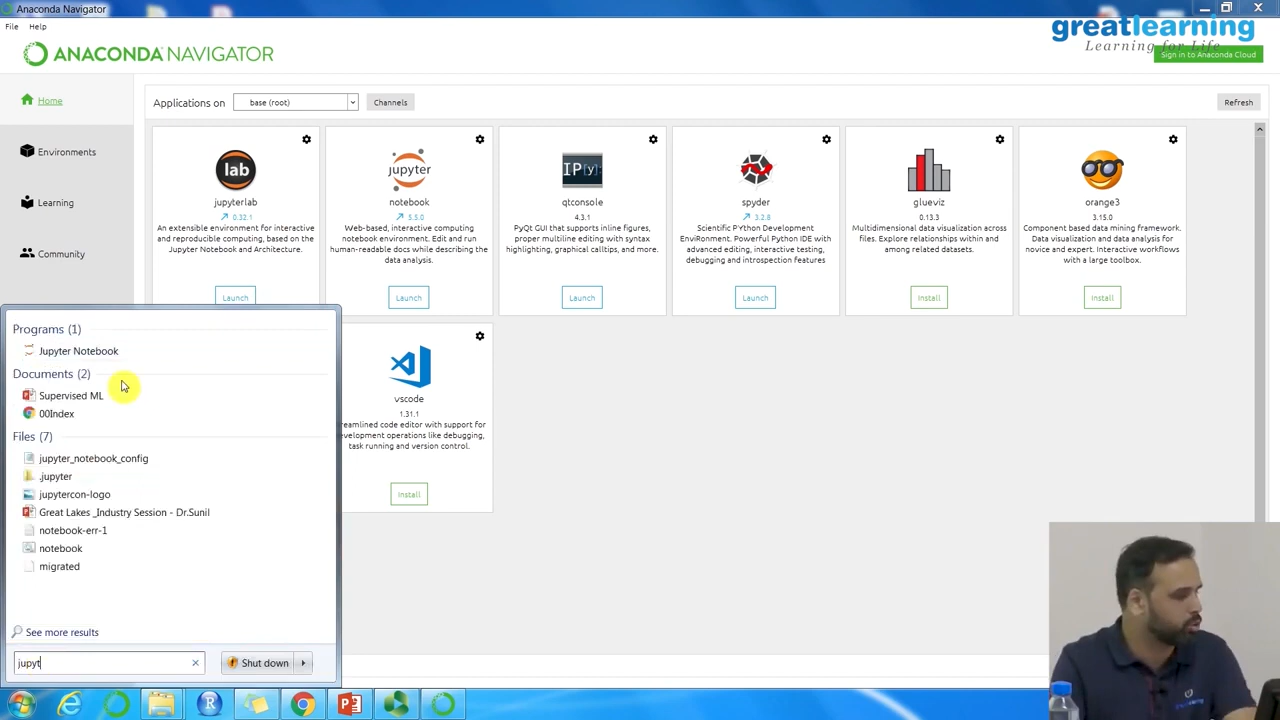 Anaconda Navigator
File Help
greatlearning
Learning for Life
ANACONDA NAVIGATOR
Sign in to Anaconda Cloud
Home
Environments
Learning
Community
Applications on base (root) Channels
Refresh
lab
jupyterlab
0.32.1
An extensible environment for interactive
and reproducible computing, based on the
Jupyter Notebook and Architecture.
Launch
jupyter
notebook
5.5.0
Web-based, interactive computing
notebook environment. Edit and run
human-readable docs while describing the
data analysis.
Launch
IP[y]:
qtconsole
4.3.1
PyQt GUI that supports inline figures,
proper multiline editing with syntax
highlighting, graphical calltips, and more.
Launch
spyder
3.2.8
Scientific PYthon Development
EnviRonment. Powerful Python IDE with
advanced editing, interactive testing,
debugging and introspection features
Launch
glueviz
0.13.3
Multidimensional data visualization across
files. Explore relationships within and
among related datasets.
Install
orange3
3.15.0
Component based data mining framework.
Data visualization and data analysis for
novice and expert. Interactive workflows
with a large toolbox.
Install
vscode
1.31.1
treamlined code editor with support for
evelopment operations like debugging,
task running and version control.
Install
Programs (1)
Jupyter Notebook
Documents (2)
Supervised ML
00Index
Files (7)
jupyter_notebook_config
.jupyter
jupytercon-logo
Great Lakes _Industry Session - Dr.Sunil
notebook-err-1
notebook
migrated
See more results
jupyt
Shut down